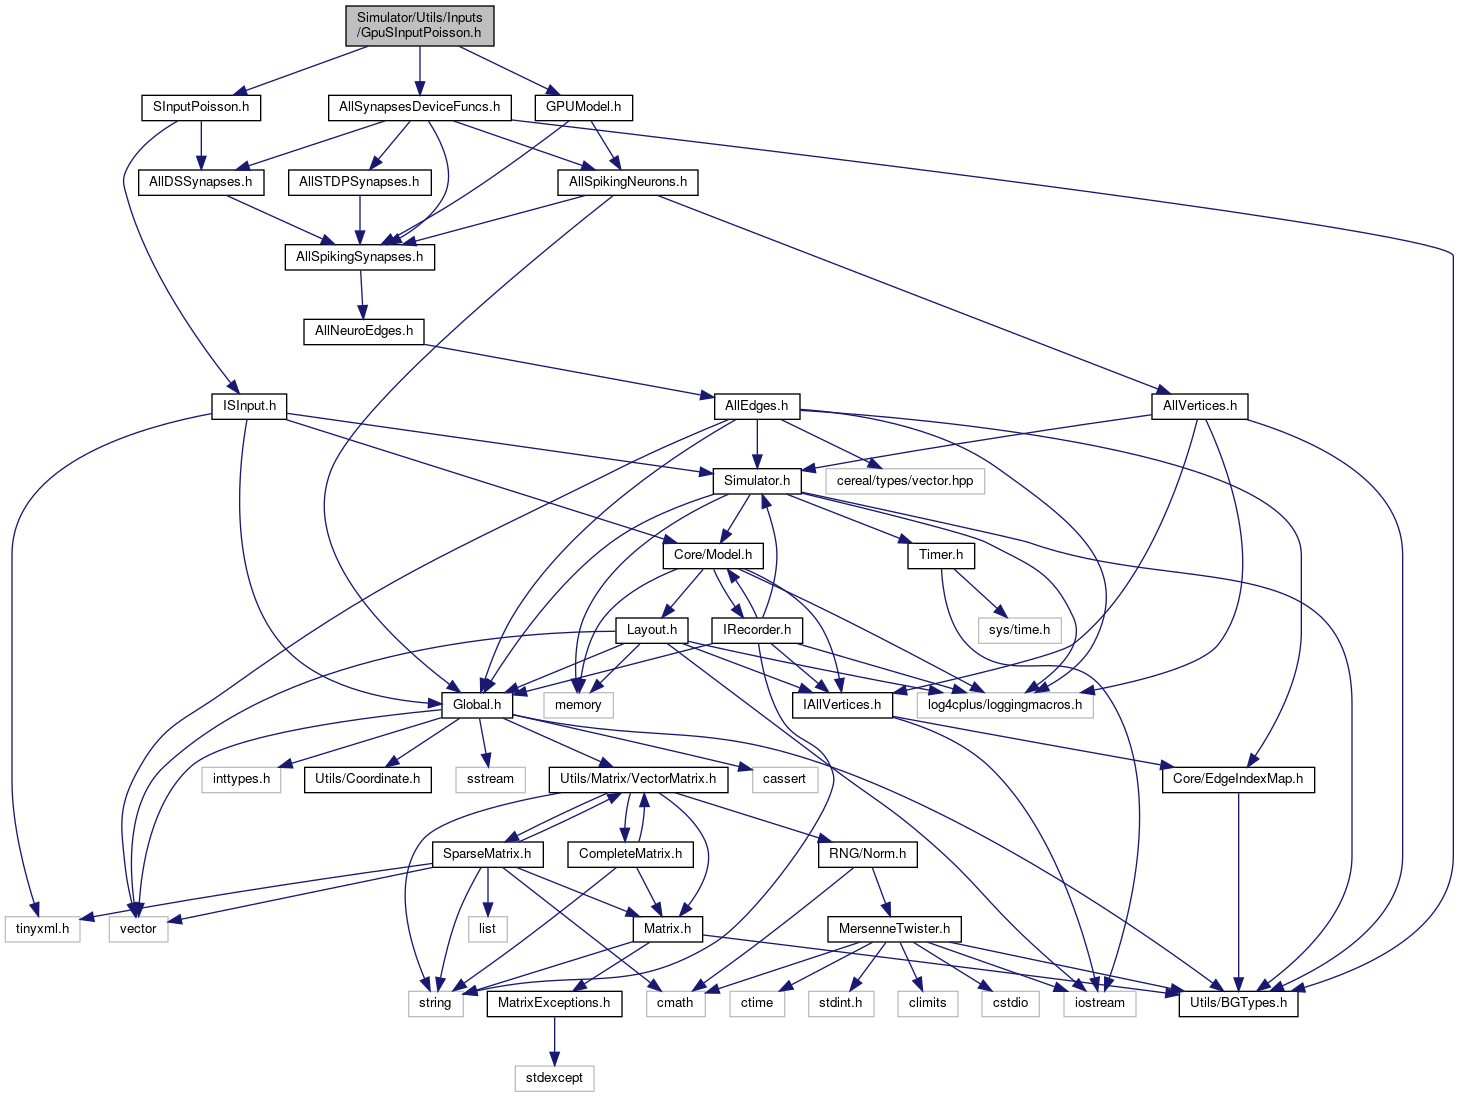 Simulator/Utils/Inputs
/GpuSInputPoisson.h
SInputPoisson.h
AllSynapsesDeviceFuncs.h
GPUModel.h
AllDSSynapses.h
AllSTDPSynapses.h
AllSpikingNeurons.h
AllSpikingSynapses.h
AllNeuroEdges.h
ISInput.h
AllEdges.h
AllVertices.h
Simulator.h
cereal/types/vector.hpp
Core/Model.h
Timer.h
Layout.h
IRecorder.h
sys/time.h
Global.h
memory
IAllVertices.h
log4cplus/loggingmacros.h
inttypes.h
Utils/Coordinate.h
sstream
Utils/Matrix/VectorMatrix.h
cassert
Core/EdgeIndexMap.h
SparseMatrix.h
CompleteMatrix.h
RNG/Norm.h
tinyxml.h
vector
list
Matrix.h
MersenneTwister.h
string
MatrixExceptions.h
cmath
ctime
stdint.h
climits
cstdio
iostream
Utils/BGTypes.h
stdexcept